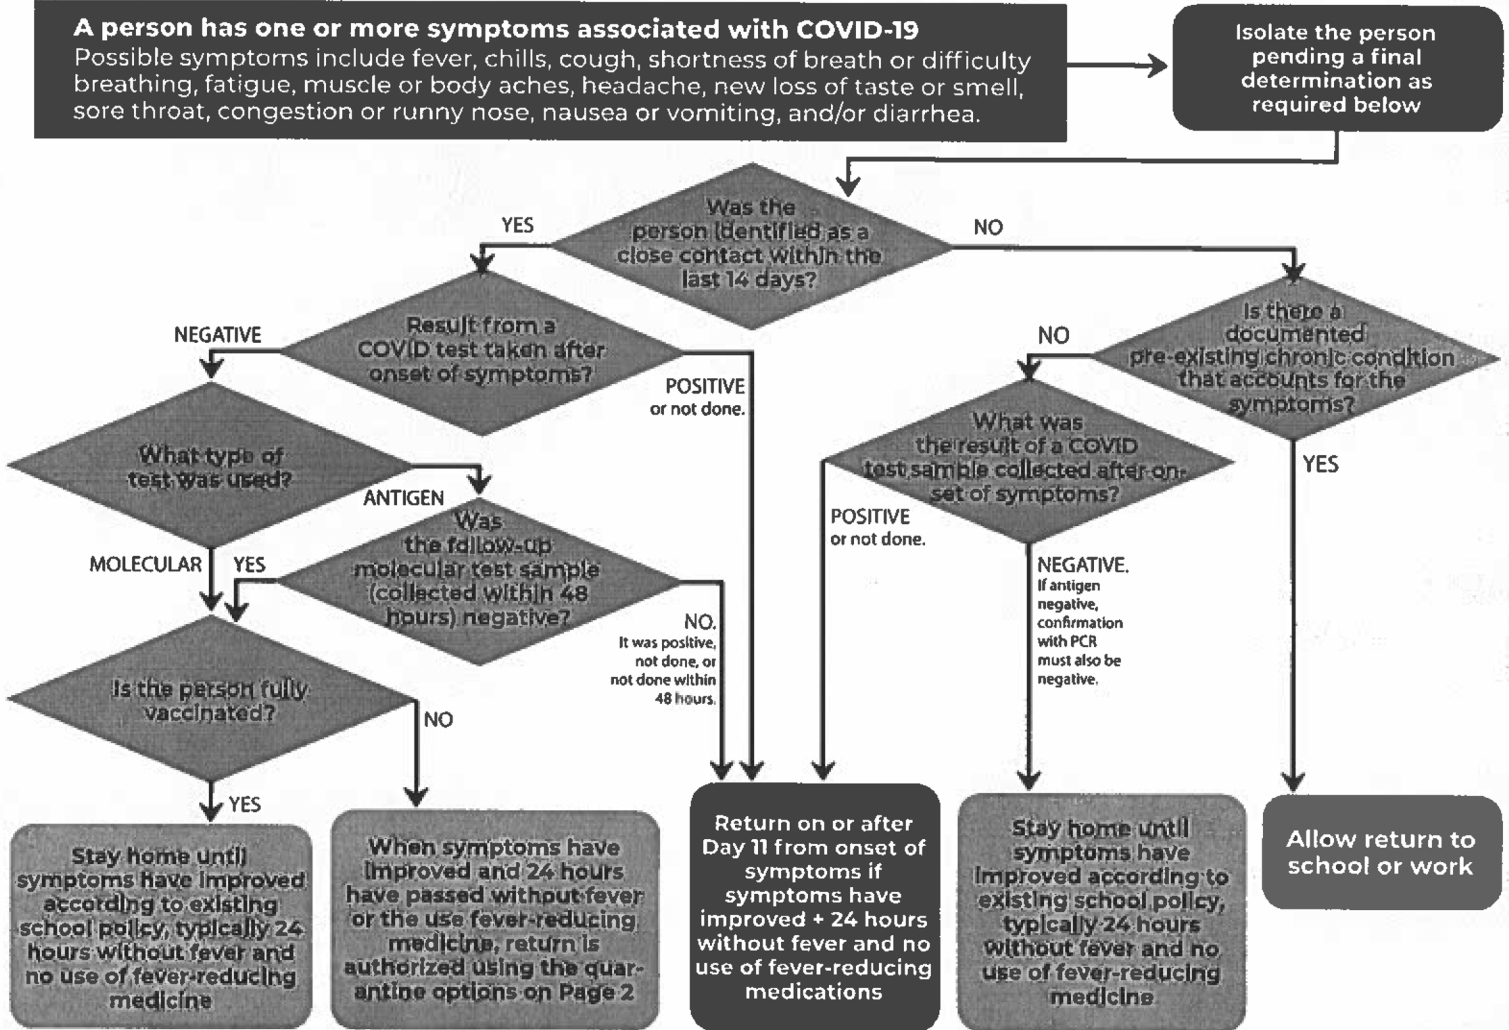 A person has one or more symptoms associated with COVID-19
Possible symptoms include fever, chills, cough, shortness of breath or difficulty
breathing, fatigue, muscle or body aches, headache, new loss of taste or smell,
sore throat, congestion or runny nose, nausea or vomiting, and/or diarrhea.
Isolate the person
pending a final
determination as
required below
Was the
person identified as a
close contact within the
last 14 days?
YES
NO
Result from a
COVID test taken after
onset of symptoms?
NEGATIVE
POSITIVE
or not done.
Is there a
documented
pre-existing chronic condition
that accounts for the
symptoms?
NO
YES
What was
the result of a COVID
test sample collected after on-
set of symptoms?
POSITIVE
or not done.
NEGATIVE.
If antigen
negative,
confirmation
with PCR
must also be
negative.
What type of
test was used?
ANTIGEN
MOLECULAR
Was
the follow-up
molecular test sample
(collected within 48
hours) negative?
YES
NO.
It was positive,
not done, or
not done within
48 hours.
Is the person fully
vaccinated?
NO
YES
Stay home until
symptoms have improved
according to existing
school policy, typically 24
hours without fever and
no use of fever-reducing
medicine
When symptoms have
improved and 24 hours
have passed without fever
or the use fever-reducing
medicine, return is
authorized using the quar-
antine options on Page 2
Return on or after
Day 11 from onset of
symptoms if
symptoms have
improved + 24 hours
without fever and no
use of fever-reducing
medications
Stay home until
symptoms have
improved according to
existing school policy,
typically 24 hours
without fever and no
use of fever-reducing
medicine
Allow return to
school or work